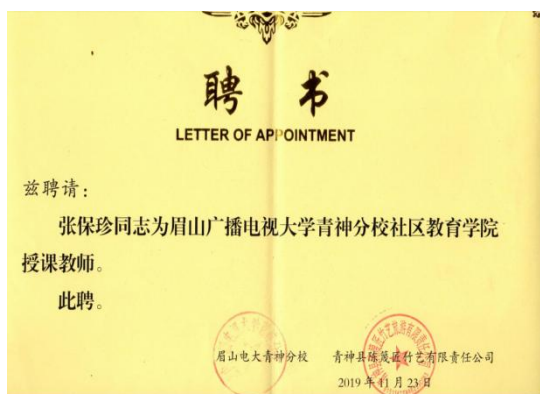 聘 书
LETTER OF APPOINTMENT
兹聘请：
张保珍同志为眉山广播电视大学青神分校社区教育学院
授课教师。
此聘。
眉山电大青神分校 青神县陈篾匠竹艺有限责任公司
2019年11月23日